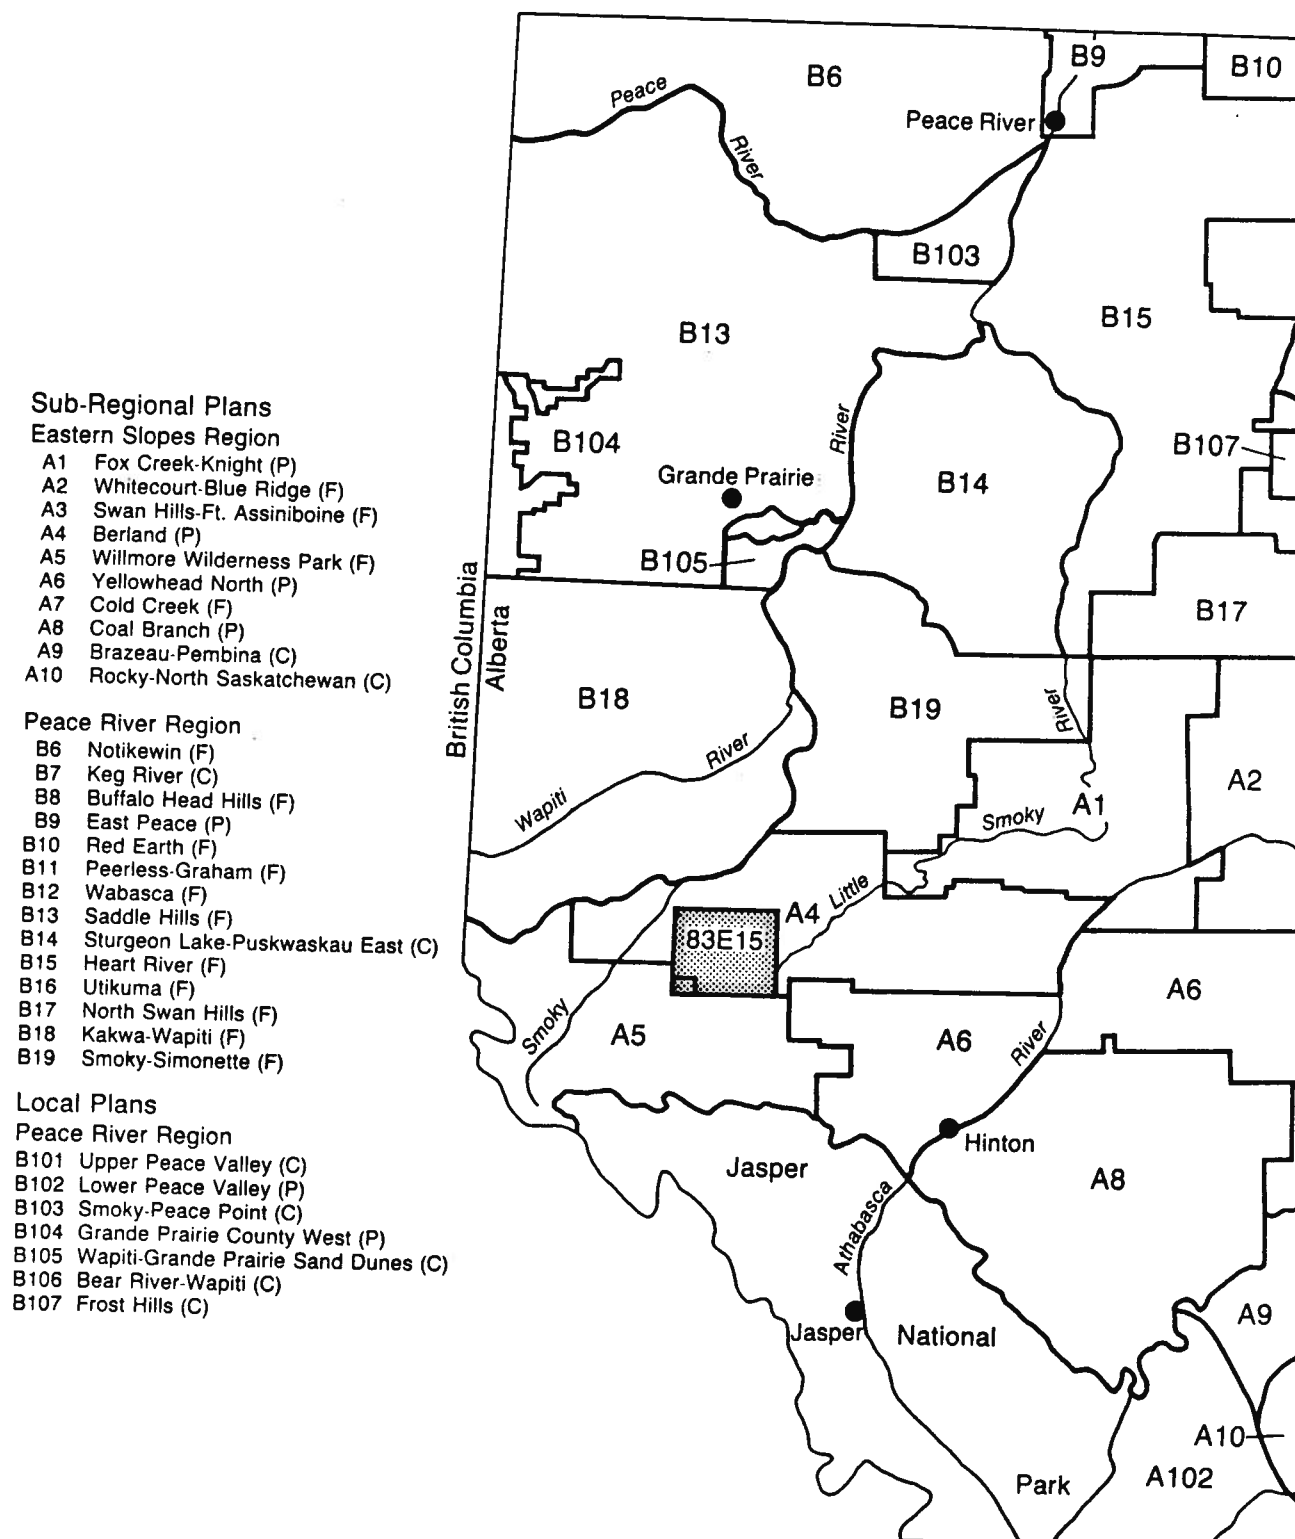 Sub-Regional Plans
Eastern Slopes Region
A1 Fox Creek-Knight (P)
A2 Whitecourt-Blue Ridge (F)
A3 Swan Hills-Ft. Assiniboine (F)
A4 Berland (P)
A5 Willmore Wilderness Park (F)
A6 Yellowhead North (P)
A7 Cold Creek (F)
A8 Coal Branch (P)
A9 Brazeau-Pembina (C)
A10 Rocky-North Saskatchewan (C)
Peace River Region
B6 Notikewin (F)
B7 Keg River (C)
B8 Buffalo Head Hills (F)
B9 East Peace (P)
B10 Red Earth (F)
B11 Peerless-Graham (F)
B12 Wabasca (F)
B13 Saddle Hills (F)
B14 Sturgeon Lake-Puskwaskau East (C)
B15 Heart River (F)
B16 Utikuma (F)
B17 North Swan Hills (F)
B18 Kakwa-Wapiti (F)
B19 Smoky-Simonette (F)
Local Plans
Peace River Region
B101 Upper Peace Valley (C)
B102 Lower Peace Valley (P)
B103 Smoky-Peace Point (C)
B104 Grande Prairie County West (P)
B105 Wapiti-Grande Prairie Sand Dunes (C)
B106 Bear River-Wapiti (C)
B107 Frost Hills (C)
B6
B9
B10
Peace
River
Peace River
B103
B13
B15
B104
River
B107
Grande Prairie
B14
B105
B17
British Columbia
Alberta
B18
B19
River
River
A2
Wapiti
A1
Smoky
Little
A4
83E15
A6
Smoky
A5
A6
River
Hinton
Jasper
A8
Athabasca
Jasper
National
A9
A10
Park
A102